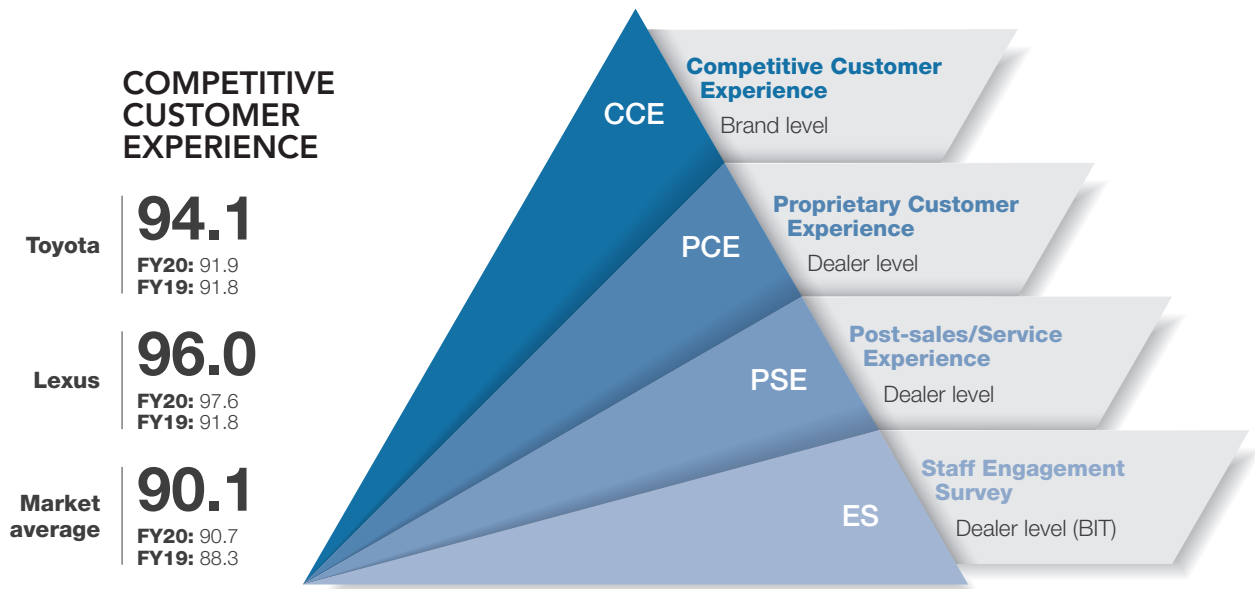 COMPETITIVE
CUSTOMER
EXPERIENCE
Toyota
94.1
FY20: 91.9
FY19: 91.8
Lexus
96.0
FY20: 97.6
FY19: 91.8
Market
average
90.1
FY20: 90.7
FY19: 88.3
CCE
Competitive Customer
Experience
Brand level
PCE
Proprietary Customer
Experience
Dealer level
PSE
Post-sales/Service
Experience
Dealer level
ES
Staff Engagement
Survey
Dealer level (BIT)